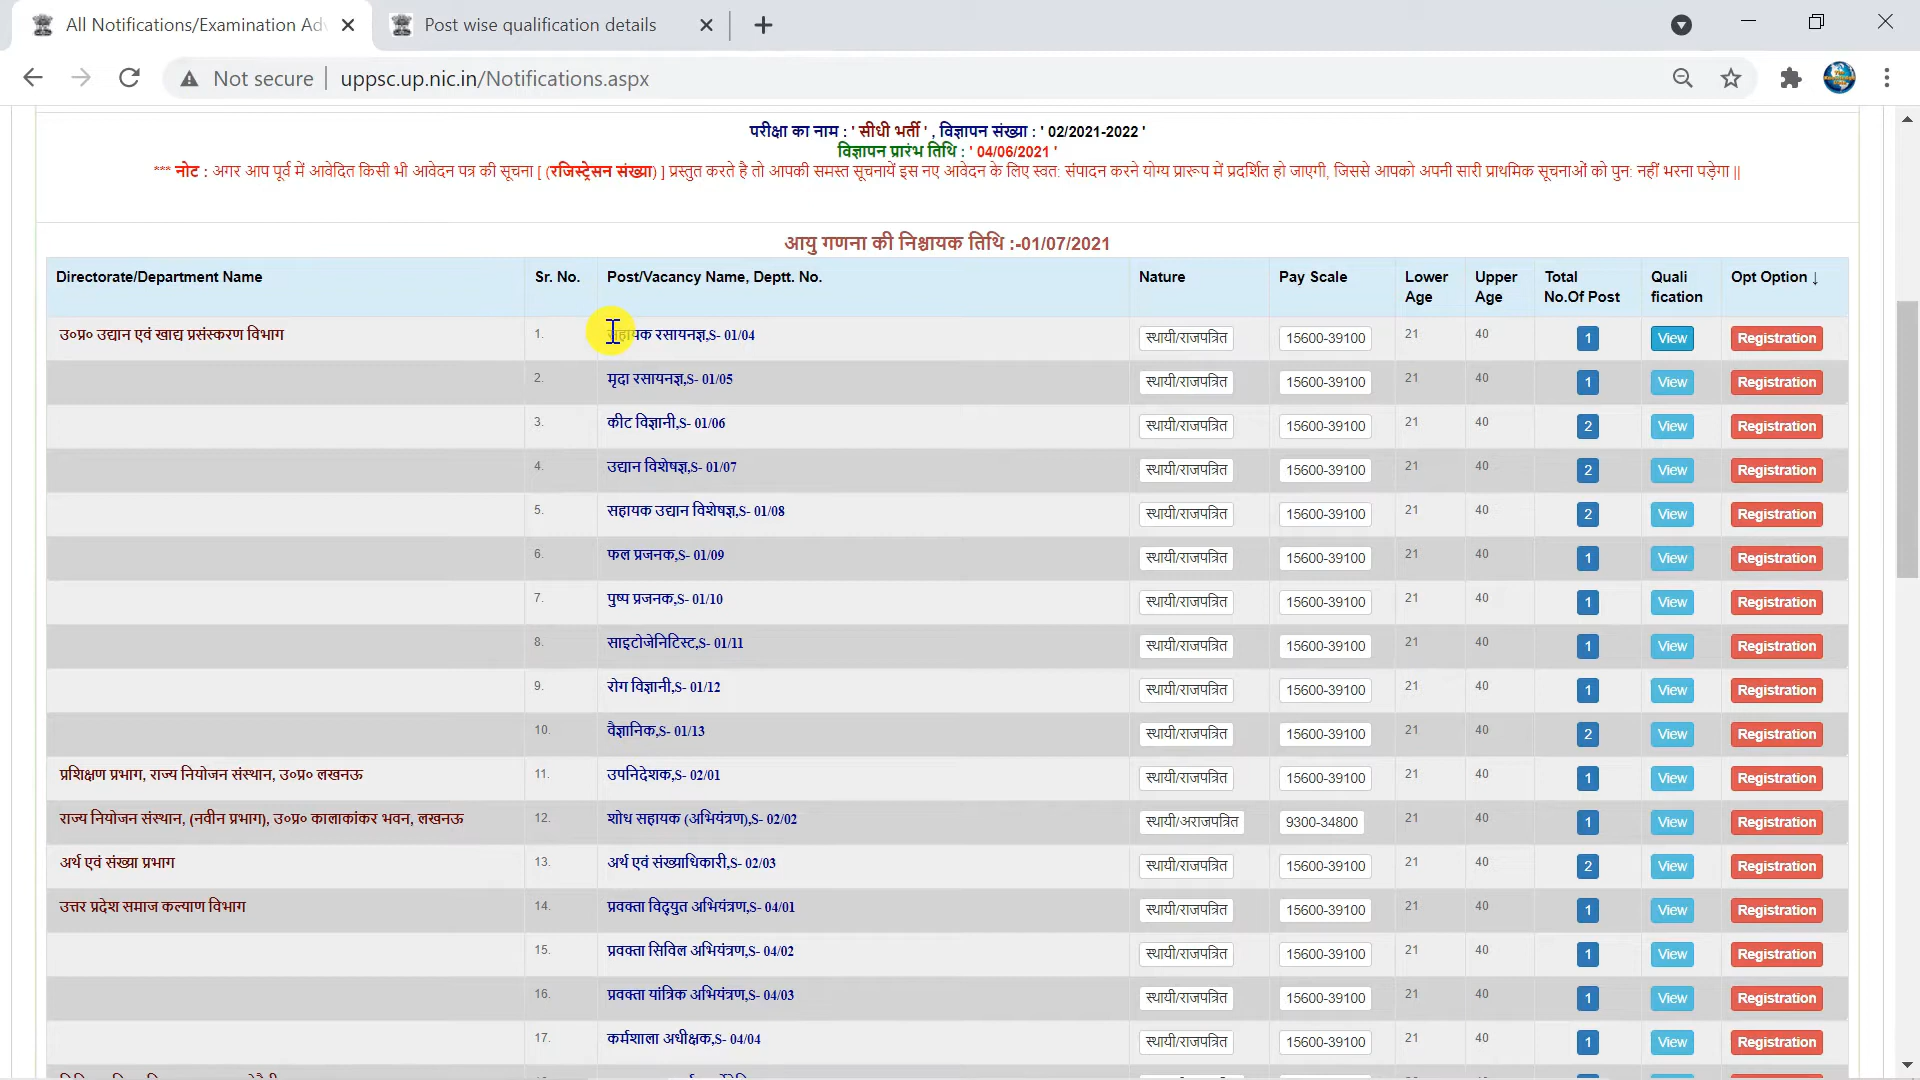 All Notifications/Examination Ad
Post wise qualification details
Not secure uppsc.up.nic.in/Notifications.aspx
परीक्षा का नाम : ' सीधी भर्ती ' , विज्ञापन संख्या : ' 02/2021-2022 '
विज्ञापन प्रारंभ तिथि : ' 04/06/2021 '
*** नोट : अगर आप पूर्व में आवेदित किसी भी आवेदन पत्र की सूचना [ (रजिस्ट्रेसन संख्या) ] प्रस्तुत करते है तो आपकी समस्त सूचनायें इस नए आवेदन के लिए स्वत: संपादन करने योग्य प्रारूप में प्रदर्शित हो जाएगी, जिससे आपको अपनी सारी प्राथमिक सूचनाओं को पुन: नहीं भरना पड़ेगा ||
आयु गणना की निश्चायक तिथि :-01/07/2021
Directorate/Department Name Sr. No. Post/Vacancy Name, Deptt. No. Nature Pay Scale Lower Age Upper Age Total No.Of Post Quali fication Opt Option ↓
उ०प्र० उद्यान एवं खाद्य प्रसंस्करण विभाग 1. सहायक रसायनज्ञ,S- 01/04 स्थायी/राजपत्रित 15600-39100 21 40 1 View Registration
2. मृदा रसायनज्ञ,S- 01/05 स्थायी/राजपत्रित 15600-39100 21 40 1 View Registration
3. कीट विज्ञानी,S- 01/06 स्थायी/राजपत्रित 15600-39100 21 40 2 View Registration
4. उद्यान विशेषज्ञ,S- 01/07 स्थायी/राजपत्रित 15600-39100 21 40 2 View Registration
5. सहायक उद्यान विशेषज्ञ,S- 01/08 स्थायी/राजपत्रित 15600-39100 21 40 2 View Registration
6. फल प्रजनक,S- 01/09 स्थायी/राजपत्रित 15600-39100 21 40 1 View Registration
7. पुष्प प्रजनक,S- 01/10 स्थायी/राजपत्रित 15600-39100 21 40 1 View Registration
8. साइटोजेनिटिस्ट,S- 01/11 स्थायी/राजपत्रित 15600-39100 21 40 1 View Registration
9. रोग विज्ञानी,S- 01/12 स्थायी/राजपत्रित 15600-39100 21 40 1 View Registration
10. वैज्ञानिक,S- 01/13 स्थायी/राजपत्रित 15600-39100 21 40 2 View Registration
प्रशिक्षण प्रभाग, राज्य नियोजन संस्थान, उ०प्र० लखनऊ 11. उपनिदेशक,S- 02/01 स्थायी/राजपत्रित 15600-39100 21 40 1 View Registration
राज्य नियोजन संस्थान, (नवीन प्रभाग), उ०प्र० कालाकांकर भवन, लखनऊ 12. शोध सहायक (अभियंत्रण),S- 02/02 स्थायी/अराजपत्रित 9300-34800 21 40 1 View Registration
अर्थ एवं संख्या प्रभाग 13. अर्थ एवं संख्याधिकारी,S- 02/03 स्थायी/राजपत्रित 15600-39100 21 40 2 View Registration
उत्तर प्रदेश समाज कल्याण विभाग 14. प्रवक्ता विद्युत अभियंत्रण,S- 04/01 स्थायी/राजपत्रित 15600-39100 21 40 1 View Registration
15. प्रवक्ता सिविल अभियंत्रण,S- 04/02 स्थायी/राजपत्रित 15600-39100 21 40 1 View Registration
16. प्रवक्ता यांत्रिक अभियंत्रण,S- 04/03 स्थायी/राजपत्रित 15600-39100 21 40 1 View Registration
17. कर्मशाला अधीक्षक,S- 04/04 स्थायी/राजपत्रित 15600-39100 21 40 1 View Registration